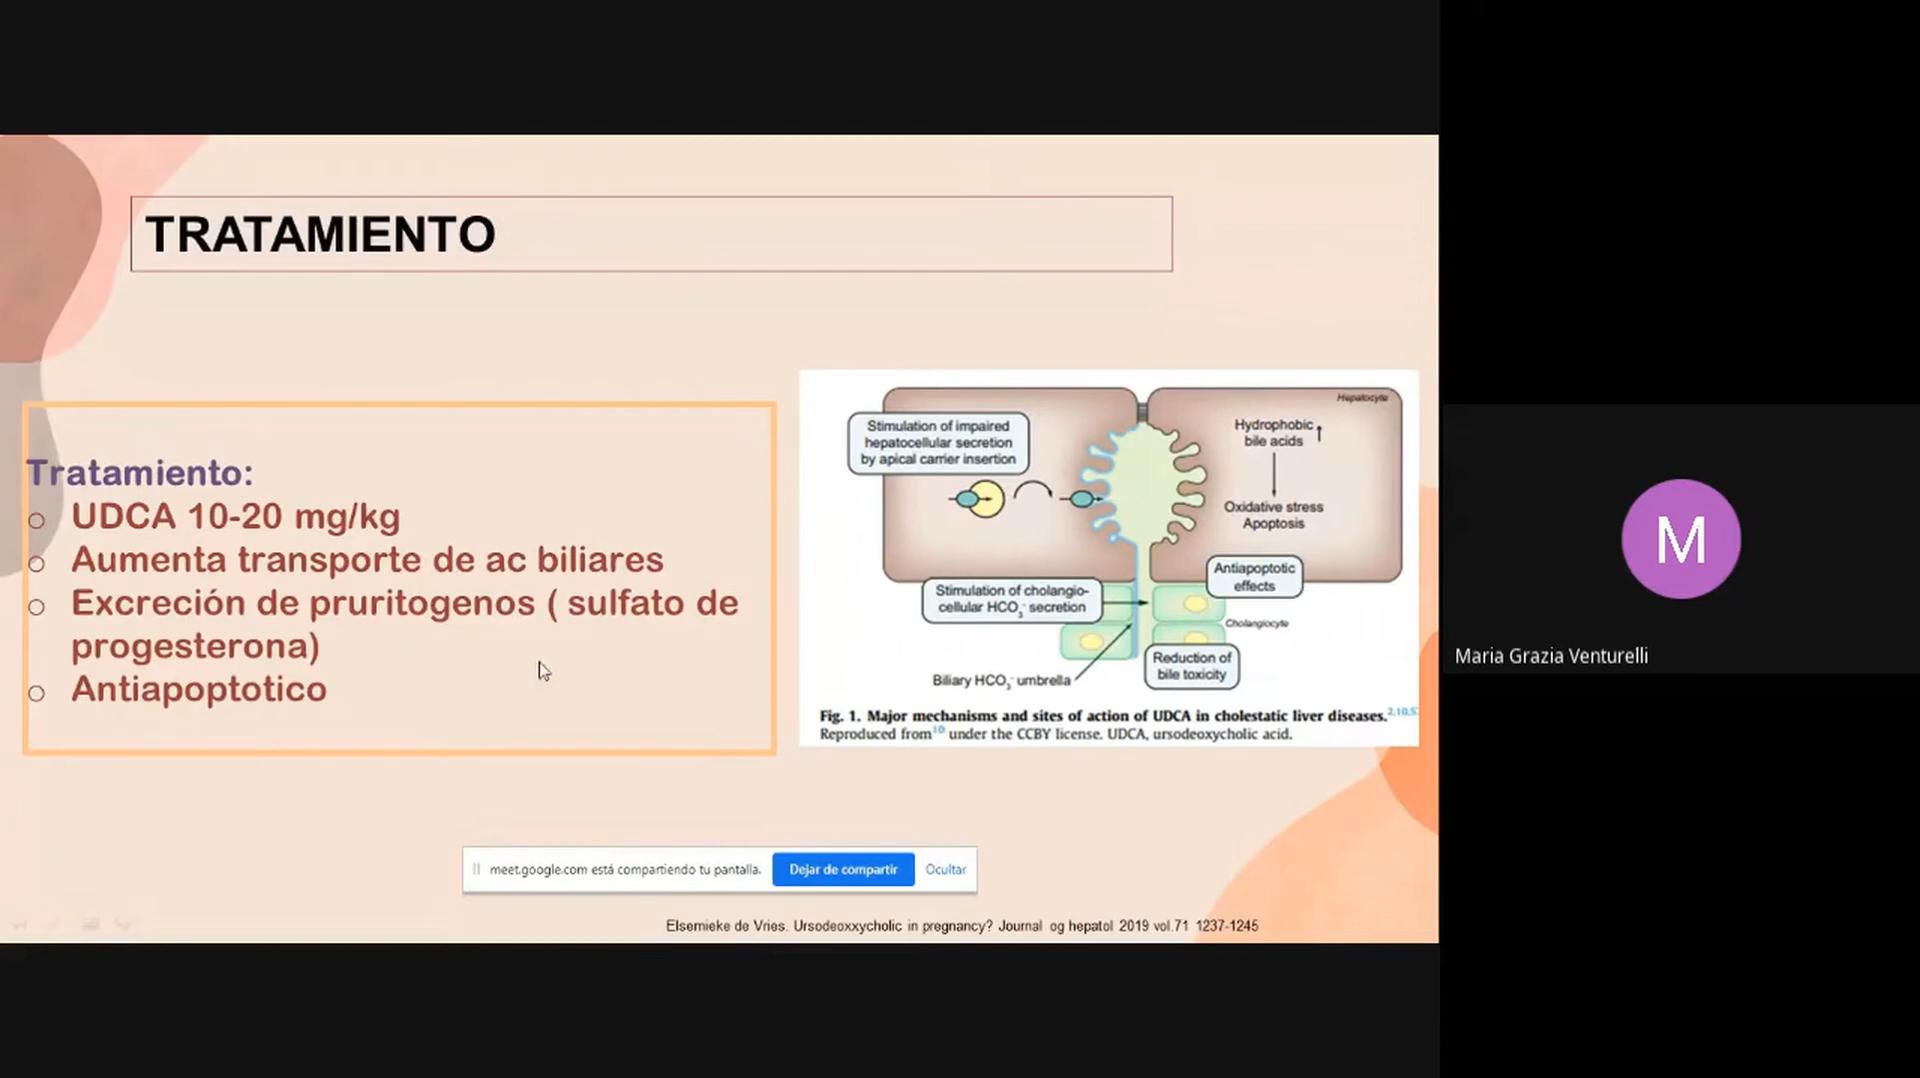 TRATAMIENTO
Tratamiento:
UDCA 10-20 mg/kg
Aumenta transporte de ac biliares
Excreción de pruritogenos ( sulfato de
progesterona)
Antiapoptotico
Hepatocyte
Stimulation of impaired
hepatocellular secretion
by apical carrier insertion
Hydrophobic
bile acids
Oxidative stress
Apoptosis
Antiapoptotic
effects
Stimulation of cholangio-
cellular HCO₃⁻ secretion
Cholangiocyte
Reduction of
bile toxicity
Biliary HCO₃⁻ umbrella
Fig. 1. Major mechanisms and sites of action of UDCA in cholestatic liver diseases.2,10,5
Reproduced from10 under the CCBY license. UDCA, ursodeoxycholic acid.
meet.google.com está compartiendo tu pantalla.
Dejar de compartir
Ocultar
Elsemieke de Vries. Ursodeoxxycholic in pregnancy? Journal og hepatol 2019 vol.71 1237-1245
M
Maria Grazia Venturelli